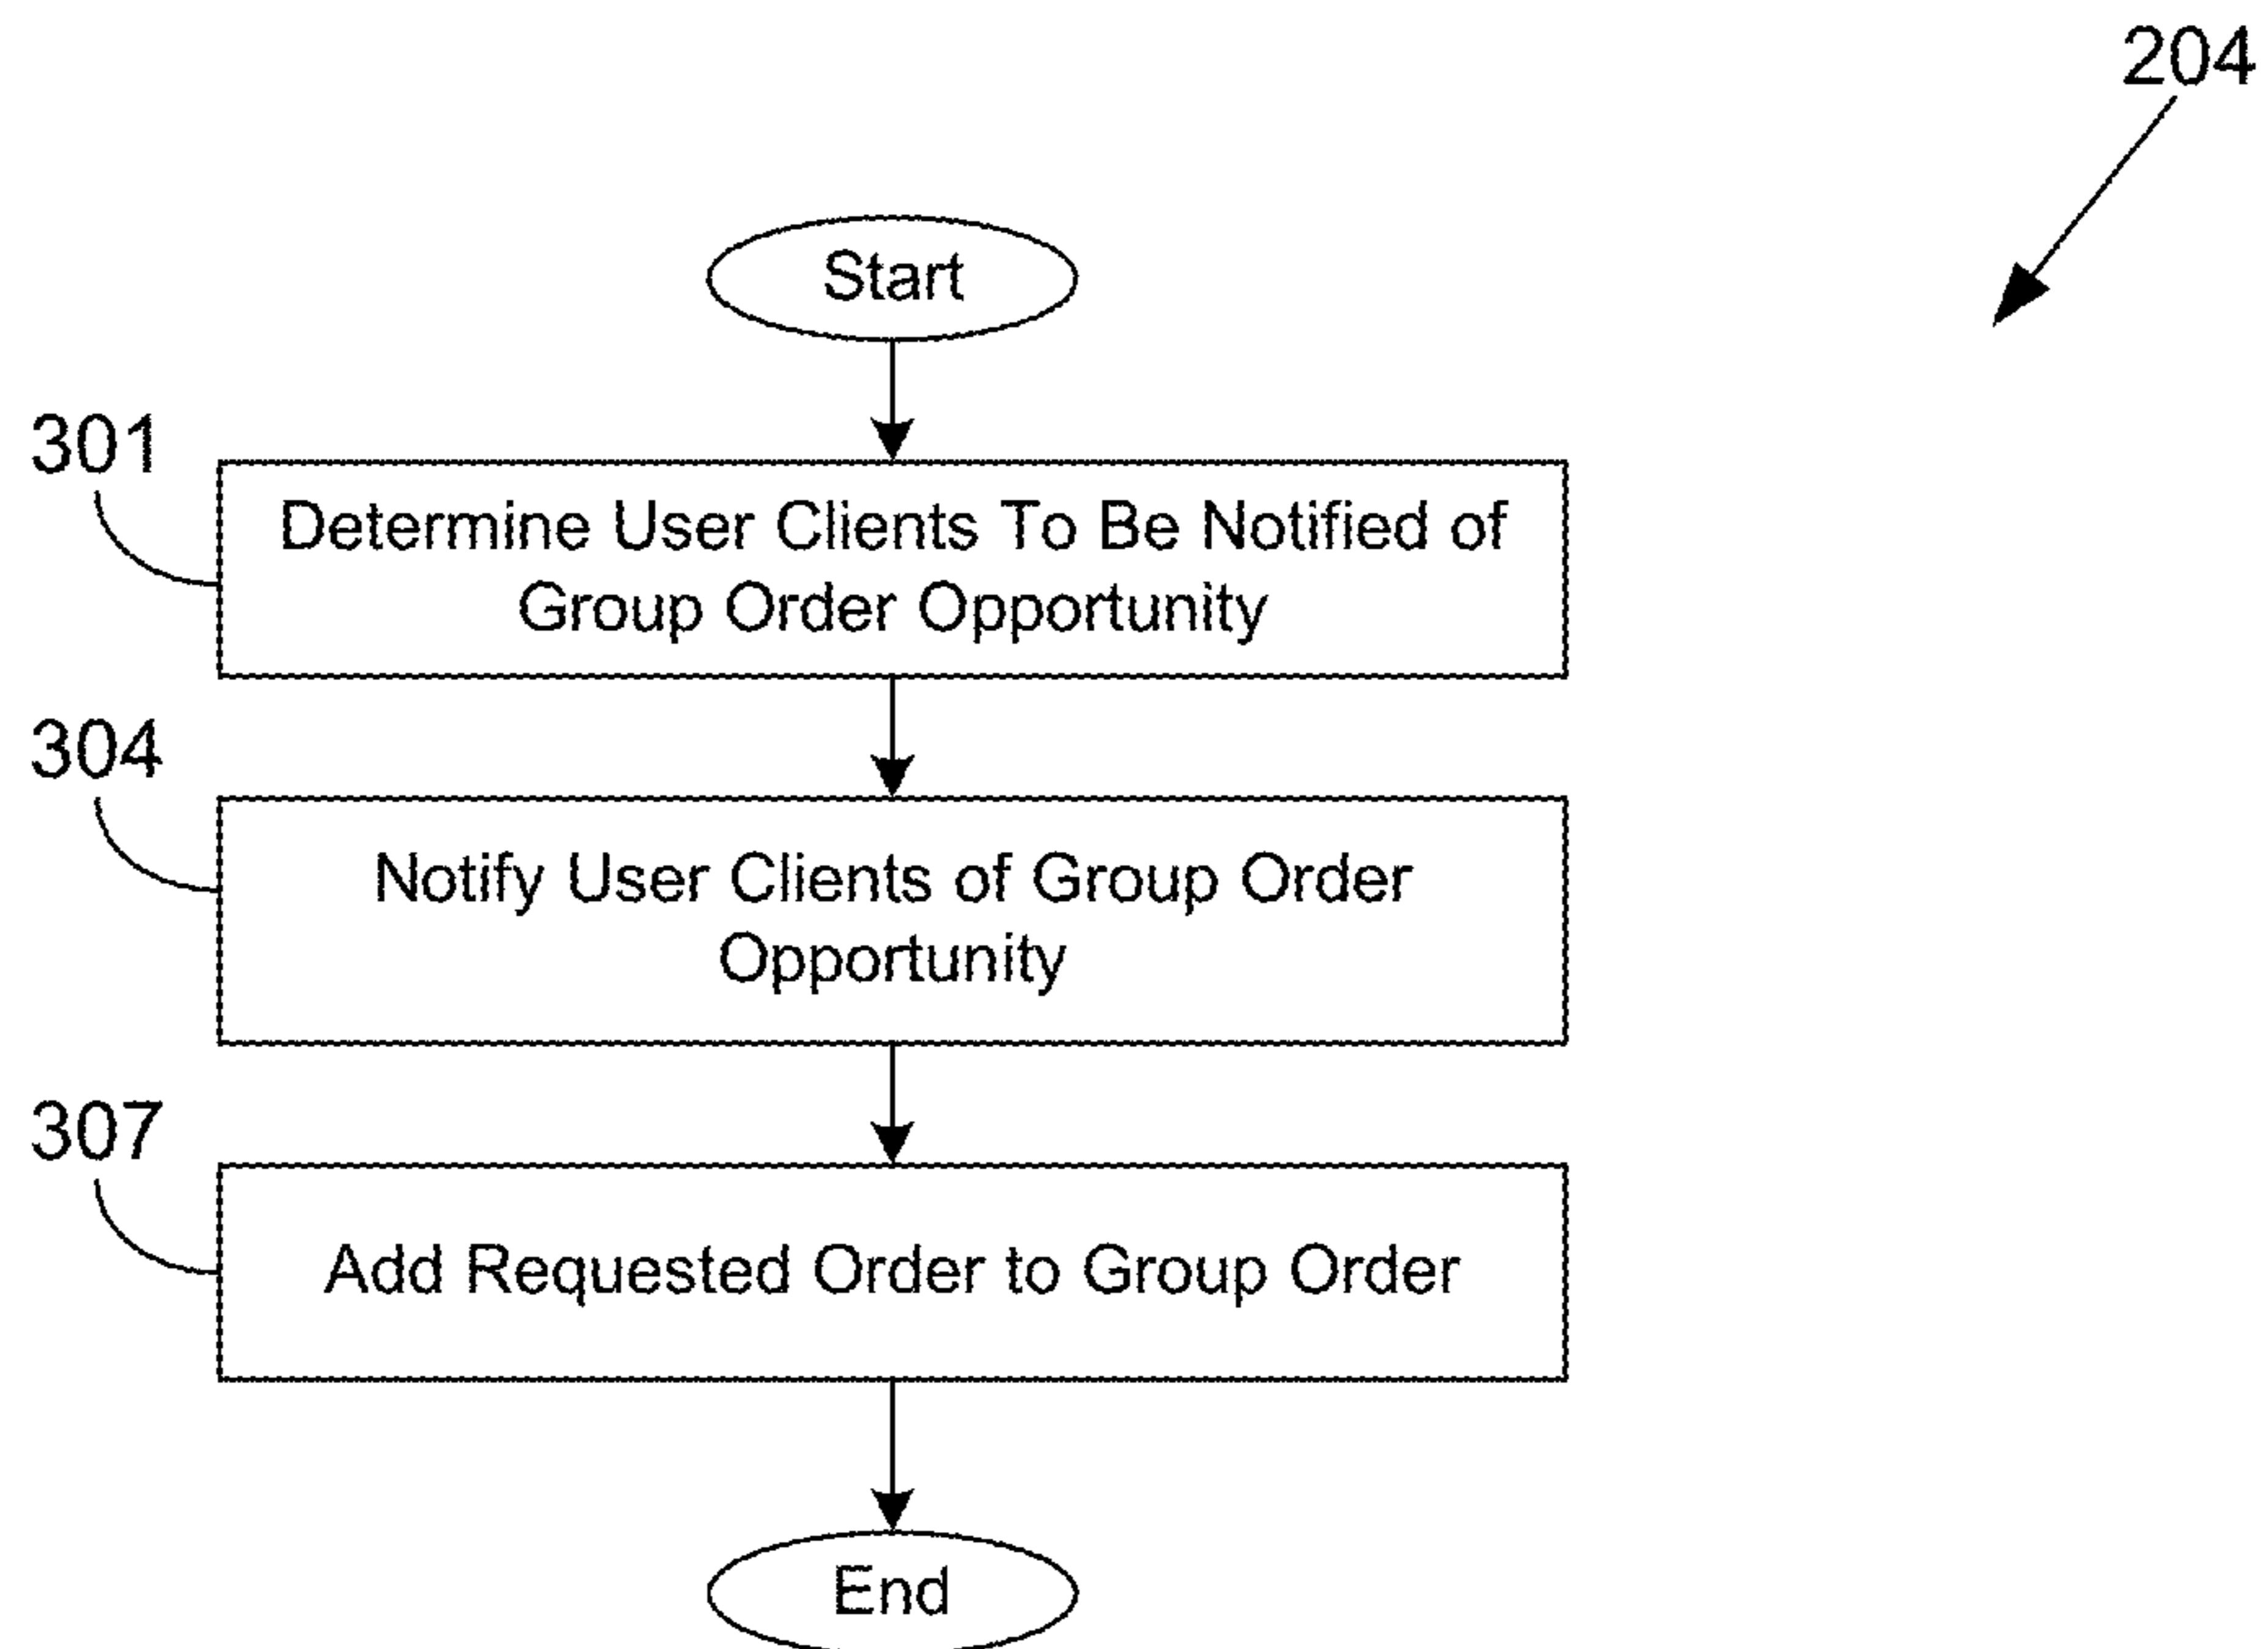 204
Start
301
Determine User Clients To Be Notified of
Group Order Opportunity
304
Notify User Clients of Group Order
Opportunity
307
Add Requested Order to Group Order
End